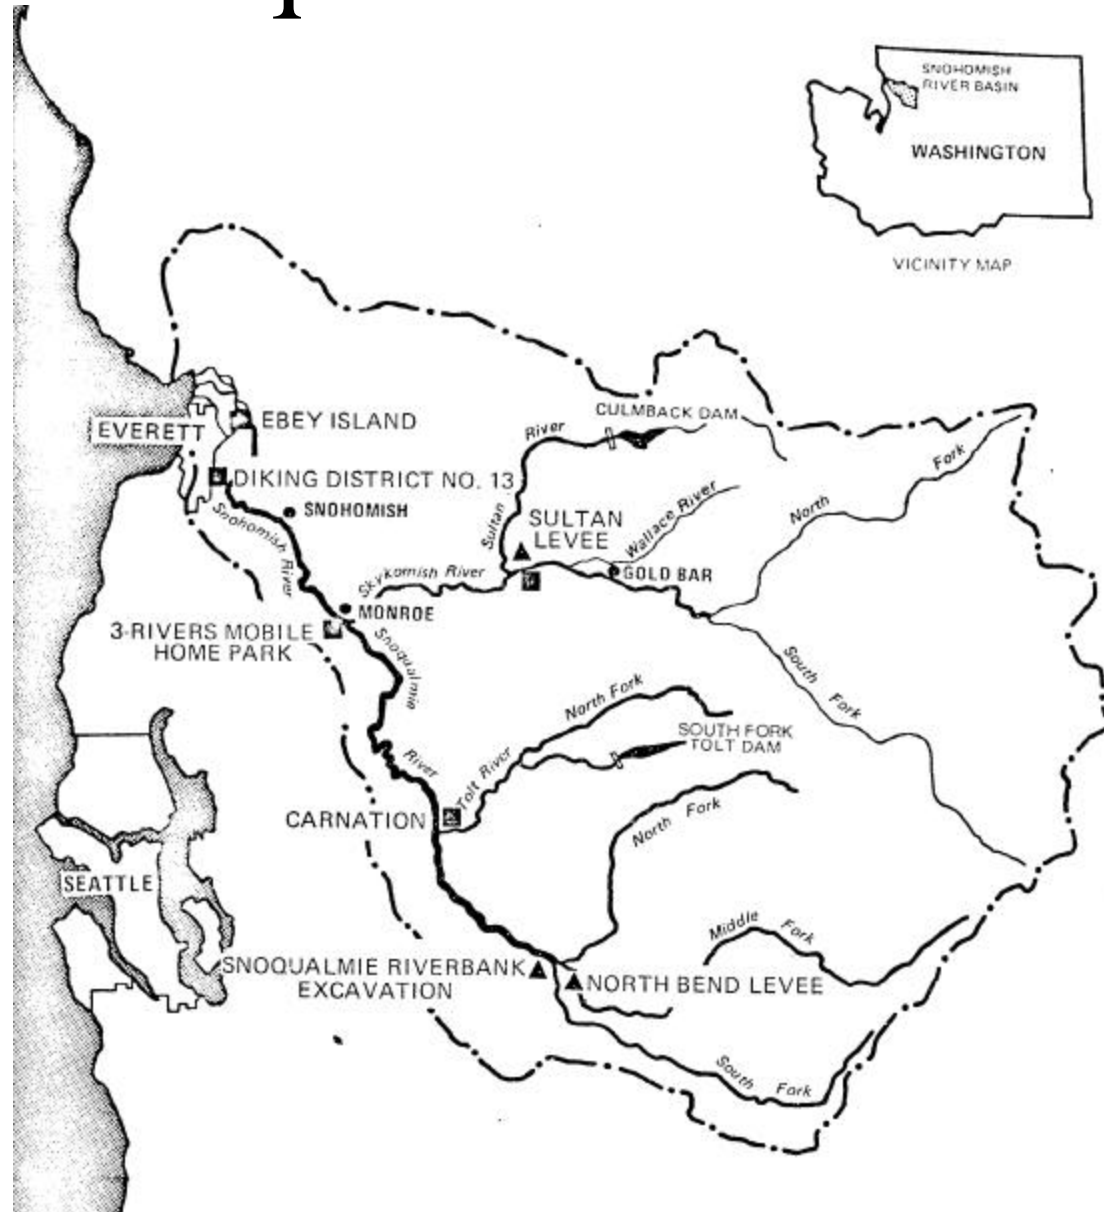 SNOHOMISH
RIVER BASIN
WASHINGTON
VICINITY MAP
CULMBACK DAM
EBEY ISLAND
EVERETT
River
Fork
DIKING DISTRICT NO. 13
North
SNOHOMISH
Snohomish River
Sultan
SULTAN
LEVEE
Wallace River
Skykomish River
GOLD BAR
MONROE
3-RIVERS MOBILE
HOME PARK
Snoqualmie
River
South Fork
North Fork
SOUTH FORK
TOLT DAM
Tolt River
CARNATION
North Fork
SEATTLE
Middle Fork
SNOQUALMIE RIVERBANK
EXCAVATION
NORTH BEND LEVEE
South Fork